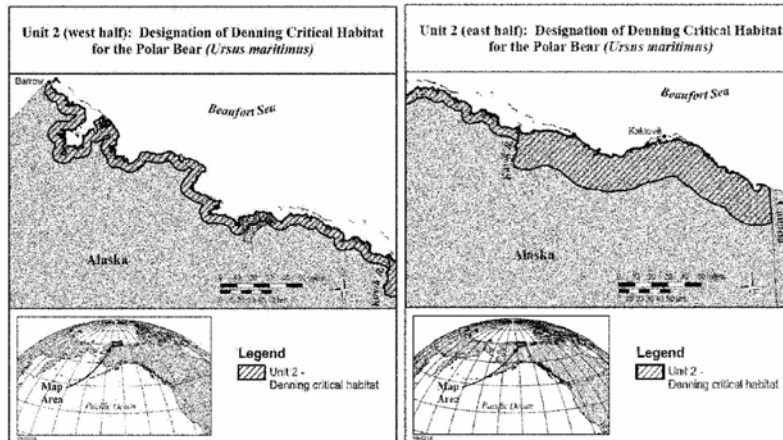 Unit 2 (west half): Designation of Denning Critical Habitat
for the Polar Bear (Ursus maritimus)
Barrow
Beaufort Sea
Alaska
Map
Area
Pacific Ocean
Legend
Unit 2 -
Denning critical habitat
Unit 2 (east half): Designation of Denning Critical Habitat
for the Polar Bear (Ursus maritimus)
Beaufort Sea
Kaktovik
Alaska
Map
Area
Pacific Ocean
Legend
Unit 2 -
Denning critical habitat